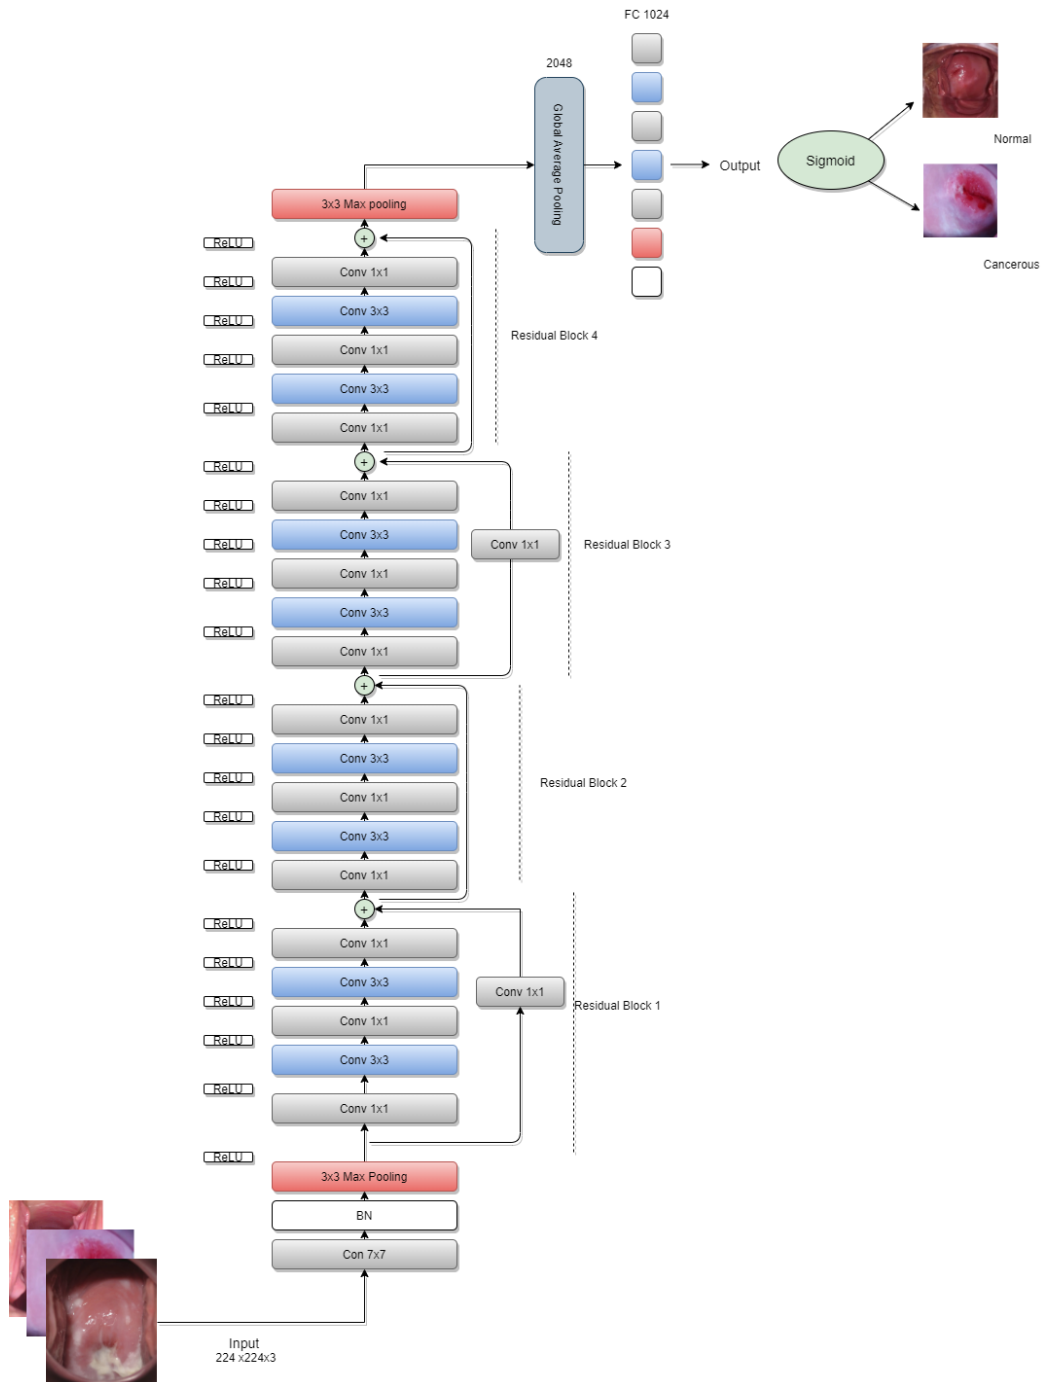 FC 1024
2048
Global Average Pooling
Output
Sigmoid
Normal
Cancerous
3x3 Max pooling
+
ReLU
Conv 1x1
ReLU
Conv 3x3
ReLU
Conv 1x1
Residual Block 4
ReLU
Conv 3x3
ReLU
Conv 1x1
+
ReLU
Conv 1x1
ReLU
Conv 3x3
ReLU
Conv 1x1
Residual Block 3
ReLU
Conv 1x1
ReLU
Conv 3x3
ReLU
Conv 1x1
+
ReLU
Conv 1x1
ReLU
Conv 3x3
ReLU
Conv 1x1
Residual Block 2
ReLU
Conv 3x3
ReLU
Conv 1x1
+
ReLU
Conv 1x1
ReLU
Conv 3x3
Conv 1x1
Residual Block 1
ReLU
Conv 1x1
ReLU
Conv 3x3
ReLU
Conv 1x1
ReLU
3x3 Max Pooling
BN
Con 7x7
Input
224 x224x3